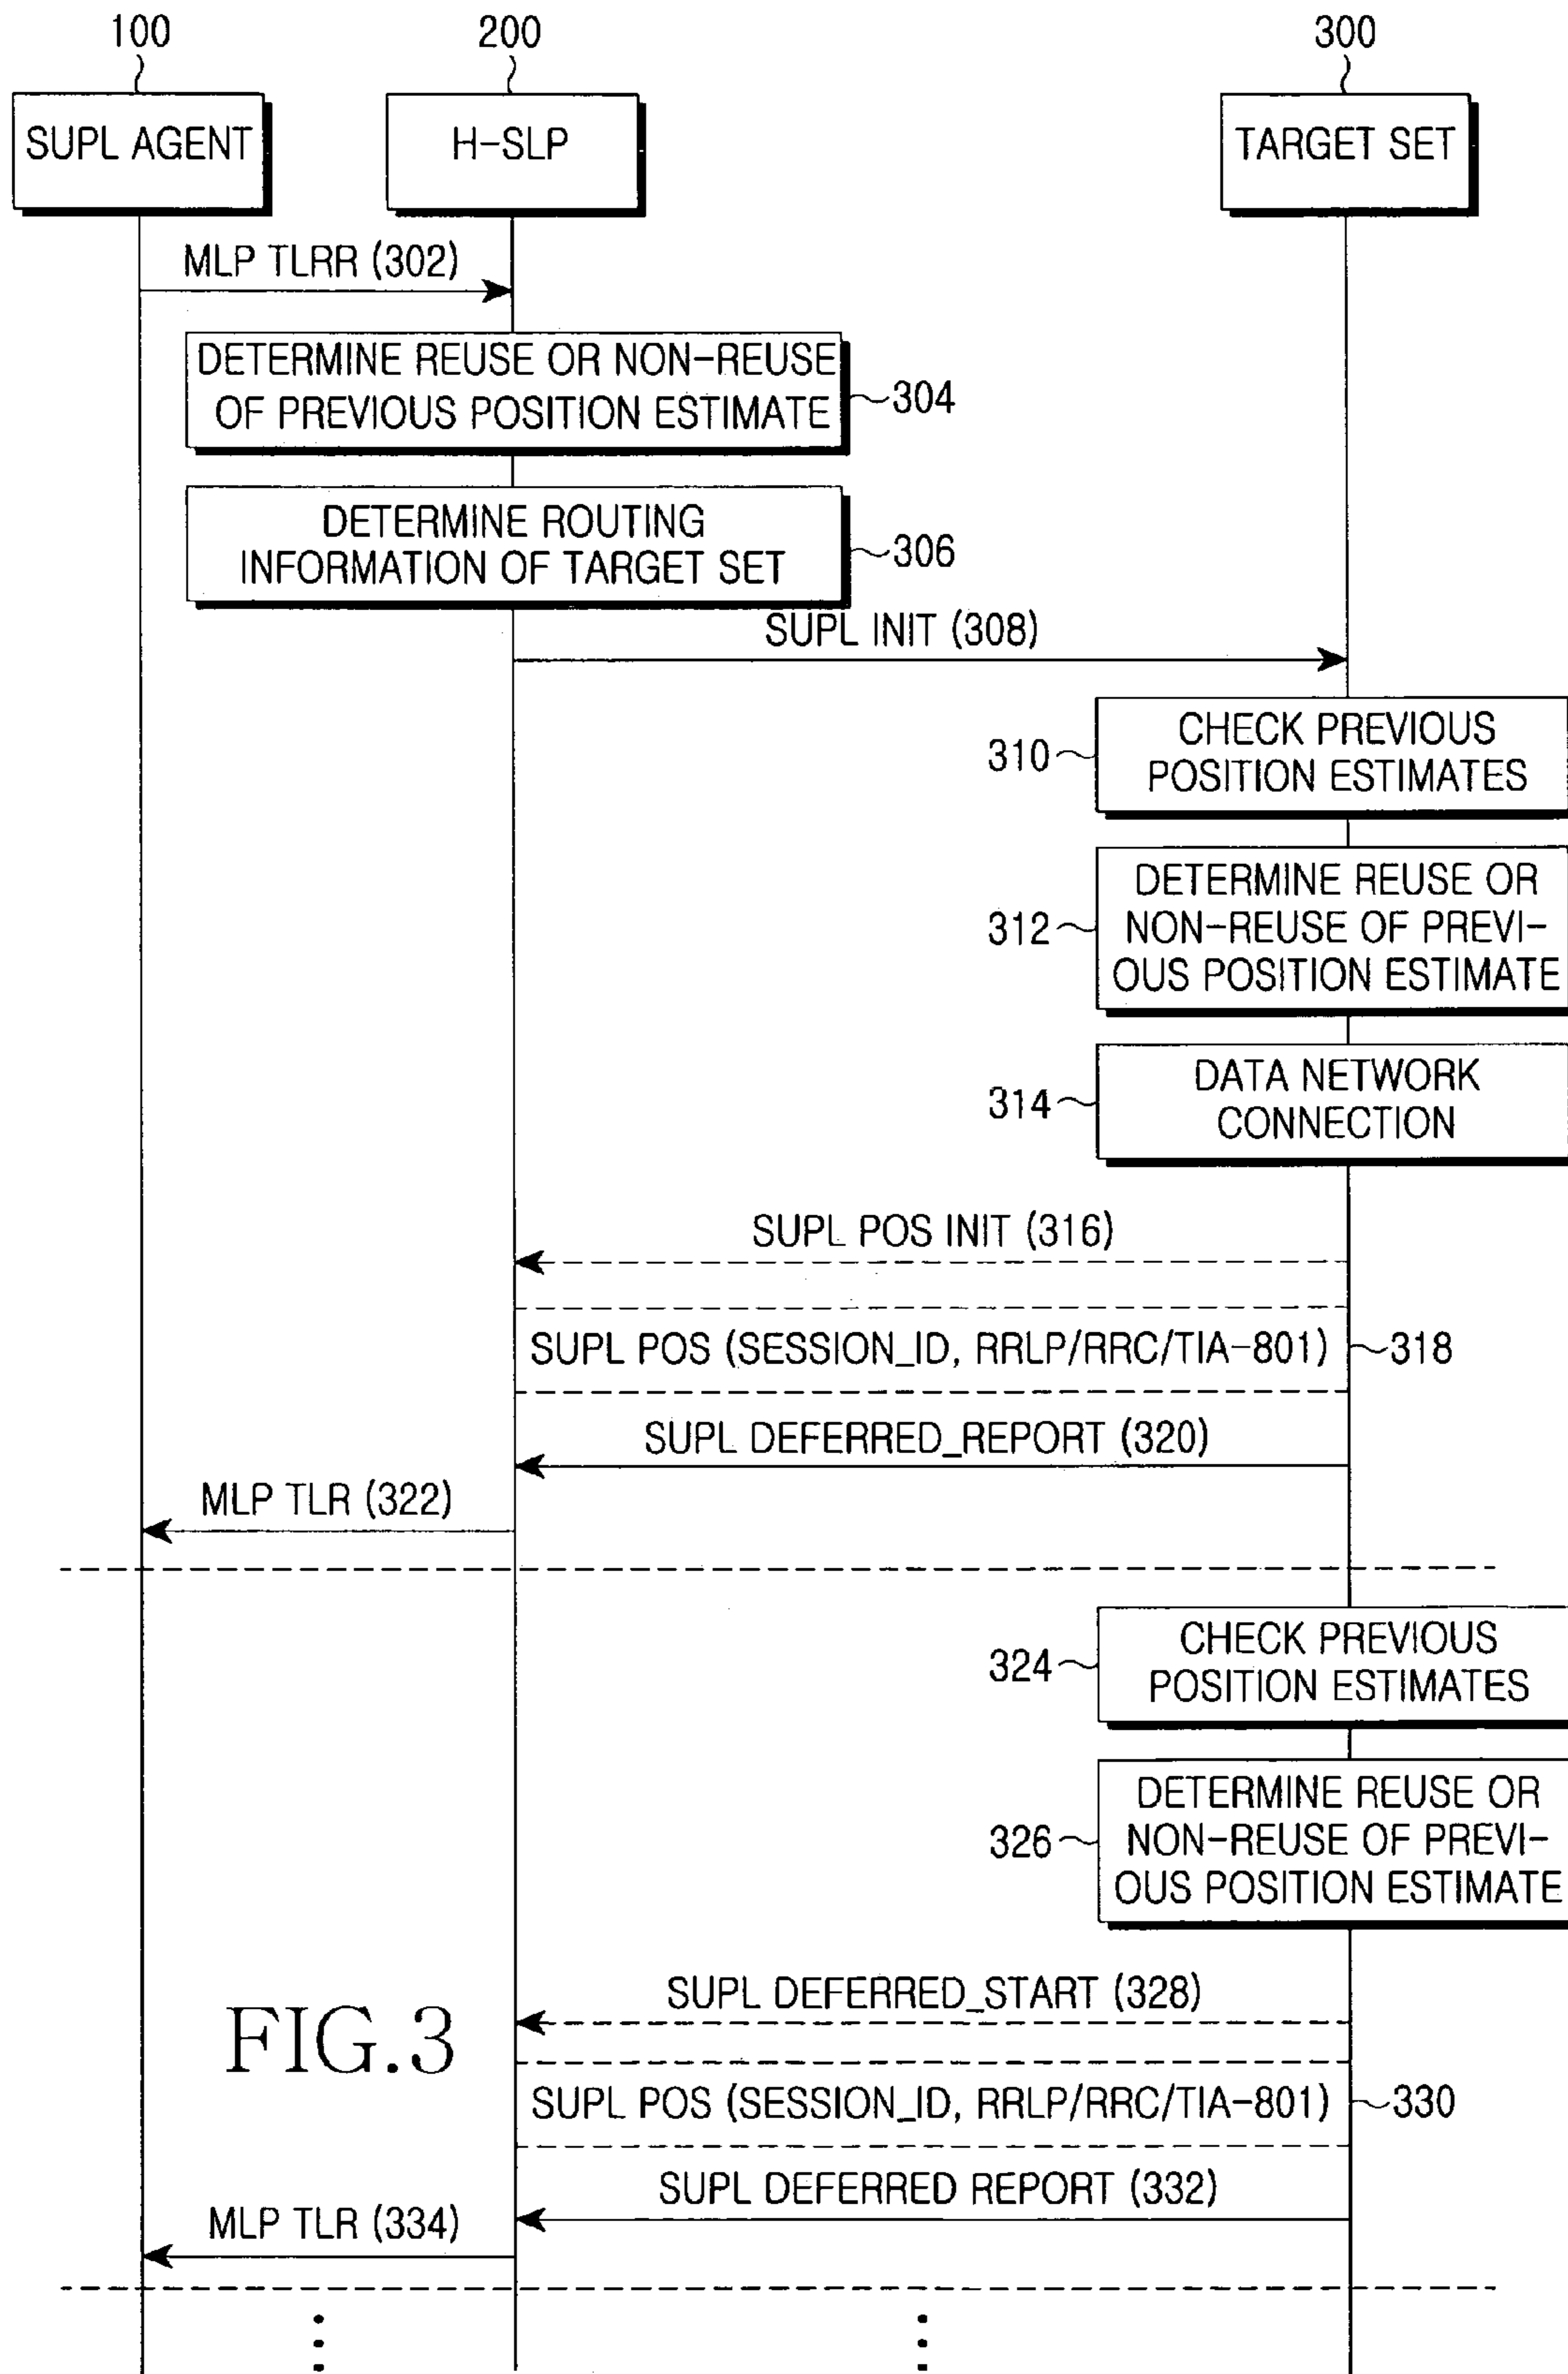 100
200
300
SUPL AGENT
H-SLP
TARGET SET
MLP TLRR (302)
DETERMINE REUSE OR NON-REUSE
OF PREVIOUS POSITION ESTIMATE
304
DETERMINE ROUTING
INFORMATION OF TARGET SET
306
SUPL INIT (308)
CHECK PREVIOUS
POSITION ESTIMATES
310
DETERMINE REUSE OR
NON-REUSE OF PREVI-
OUS POSITION ESTIMATE
312
DATA NETWORK
CONNECTION
314
SUPL POS INIT (316)
SUPL POS (SESSION_ID, RRLP/RRC/TIA-801)
318
SUPL DEFERRED_REPORT (320)
MLP TLR (322)
CHECK PREVIOUS
POSITION ESTIMATES
324
DETERMINE REUSE OR
NON-REUSE OF PREVI-
OUS POSITION ESTIMATE
326
SUPL DEFERRED_START (328)
FIG.3
SUPL POS (SESSION_ID, RRLP/RRC/TIA-801)
330
SUPL DEFERRED REPORT (332)
MLP TLR (334)